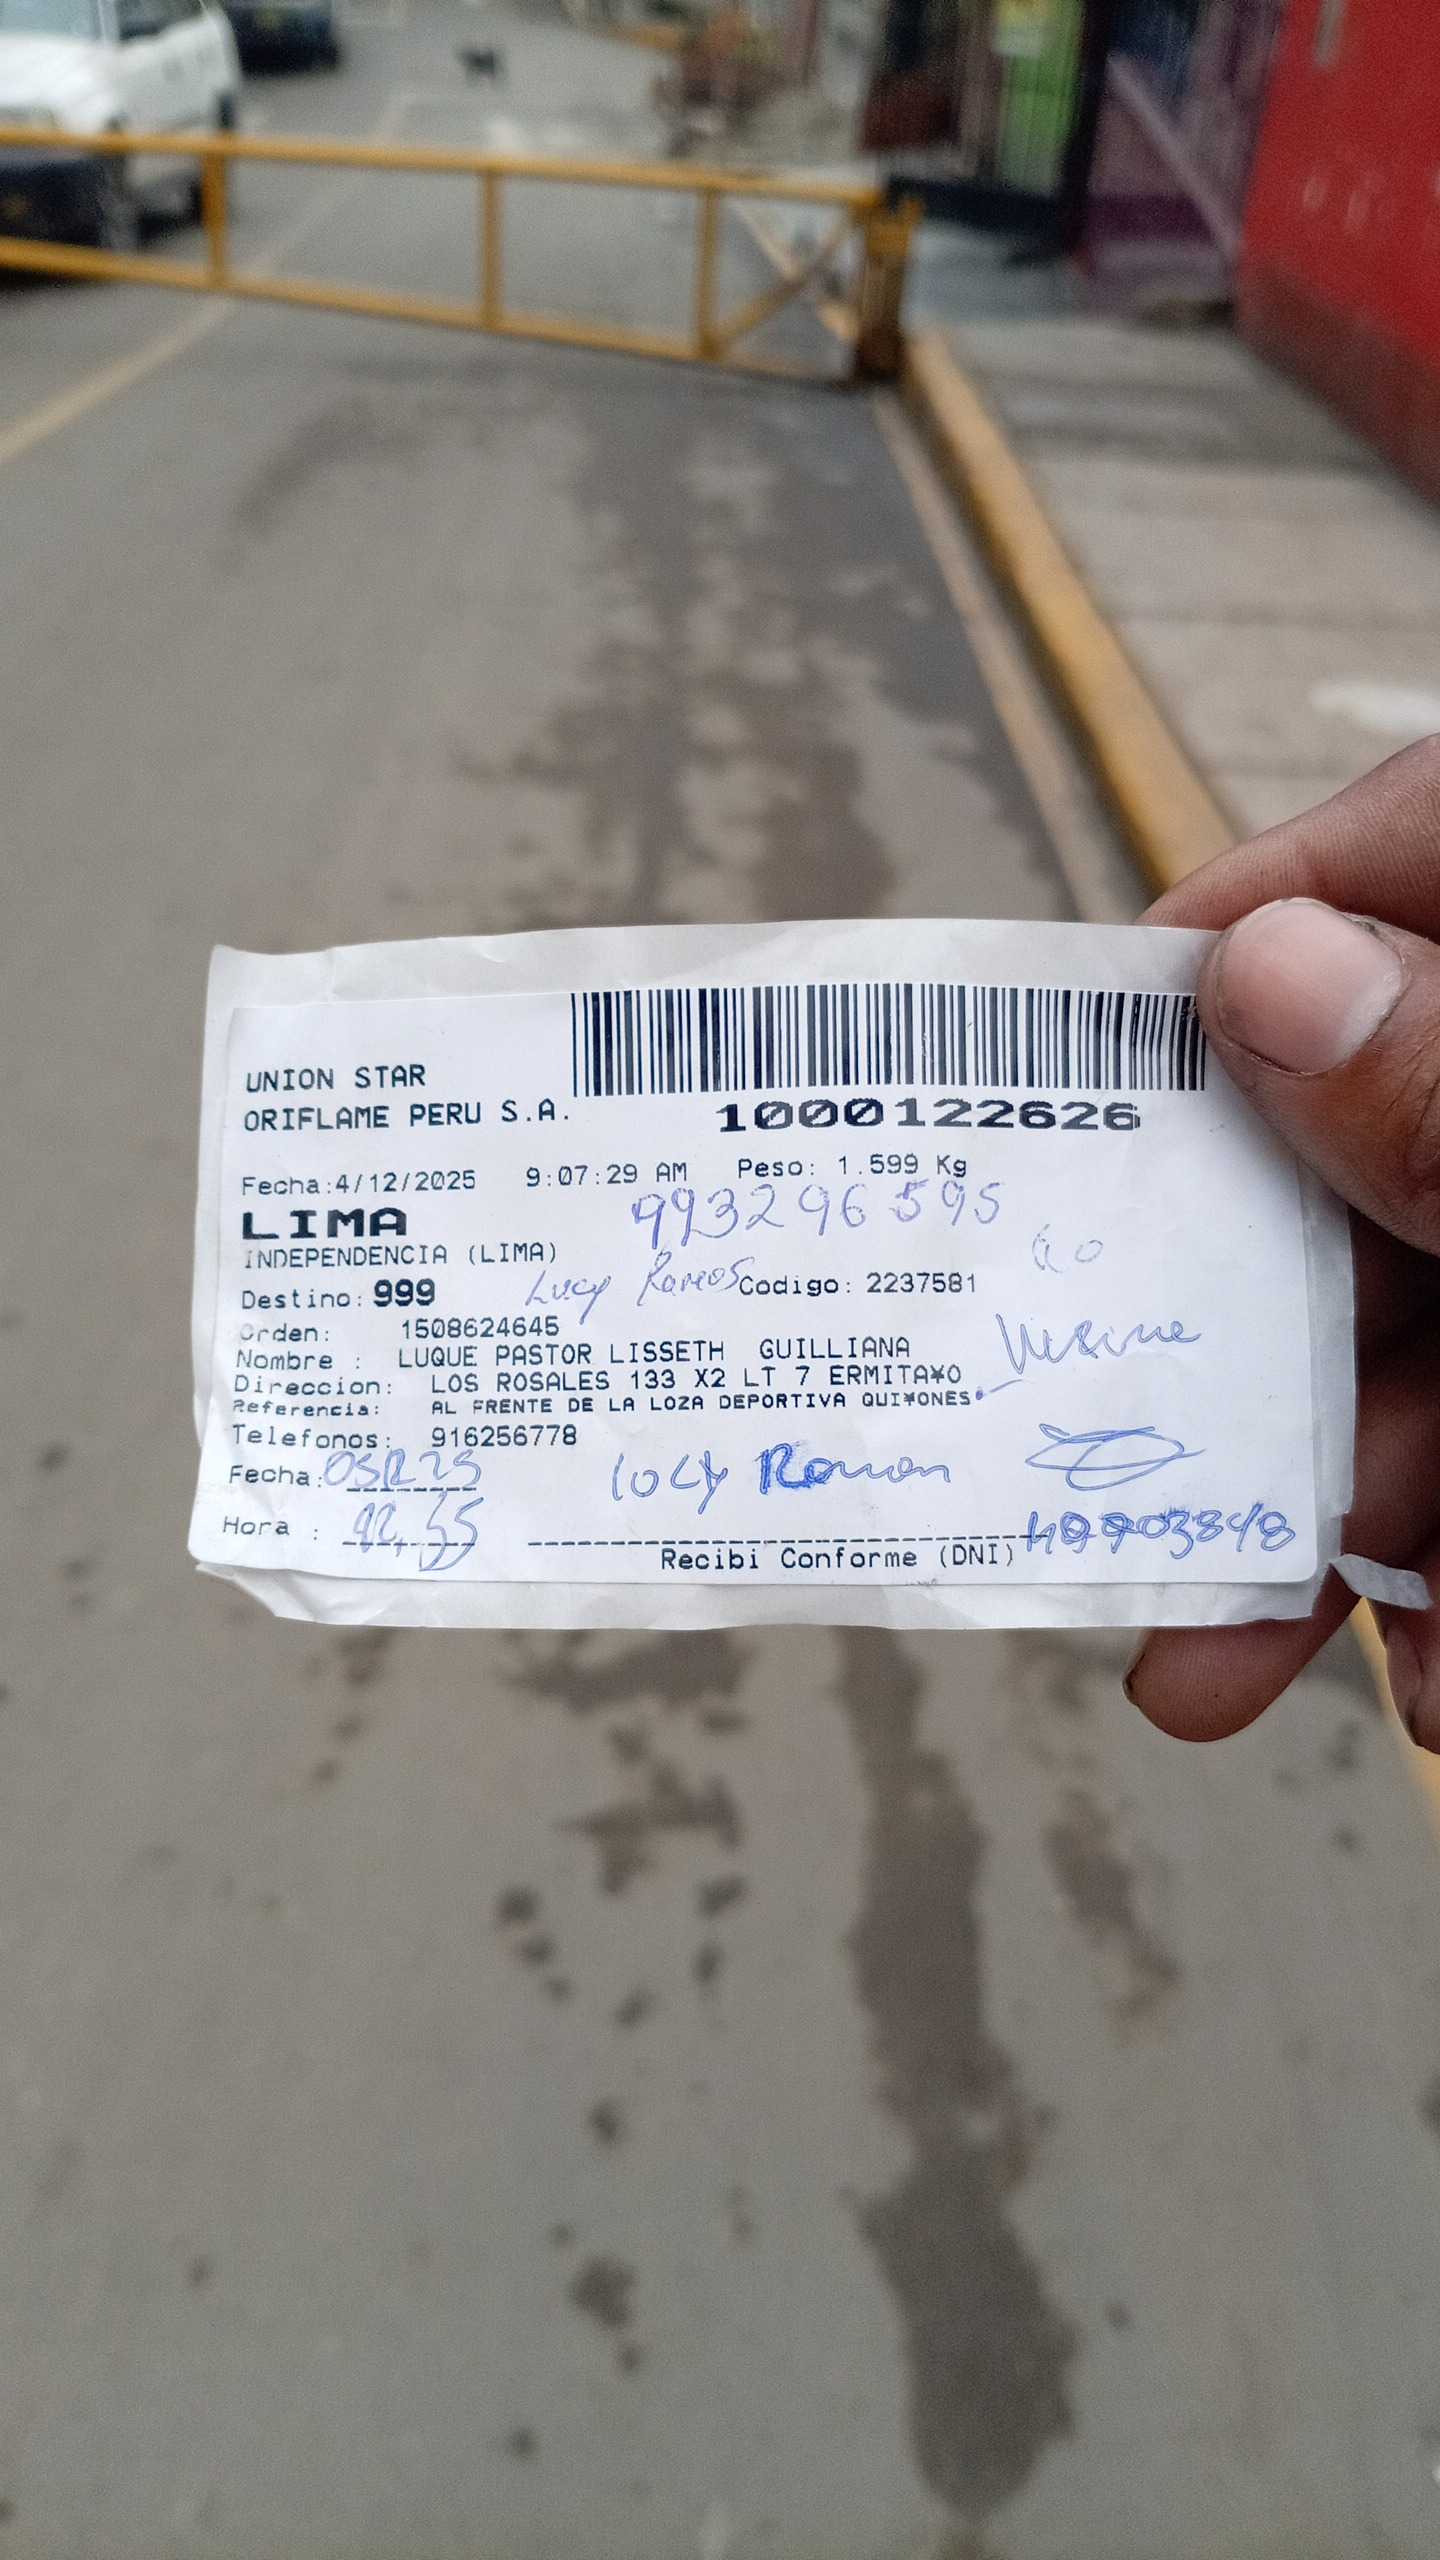 UNION STAR
ORIFLAME PERU S.A.
1000122626
Fecha:4/12/2025 9:07:29 AM Peso: 1.599 Kg
LIMA 993296595
INDEPENDENCIA (LIMA)
Destino: 999 Lucy Ramos Codigo: 2237581
Orden: 1508624645
Nombre : LUQUE PASTOR LISSETH GUILLIANA
Direccion: LOS ROSALES 133 X2 LT 7 ERMITA¥O
Referencia: AL FRENTE DE LA LOZA DEPORTIVA QUI¥ONES
Telefonos: 916256778
Fecha:
Hora :
Recibi Conforme (DNI)